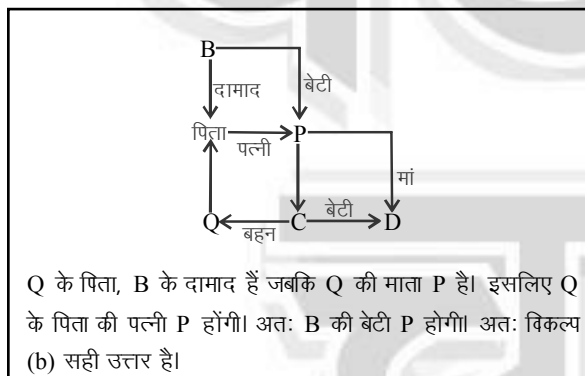 B
दामाद
बेटी
पिता
पत्नी
P
मां
Q
बहन
C
बेटी
D
Q के पिता, B के दामाद हैं जबकि Q की माता P है। इसलिए Q
के पिता की पत्नी P होंगी। अतः B की बेटी P होगी। अतः विकल्प
(b) सही उत्तर है।